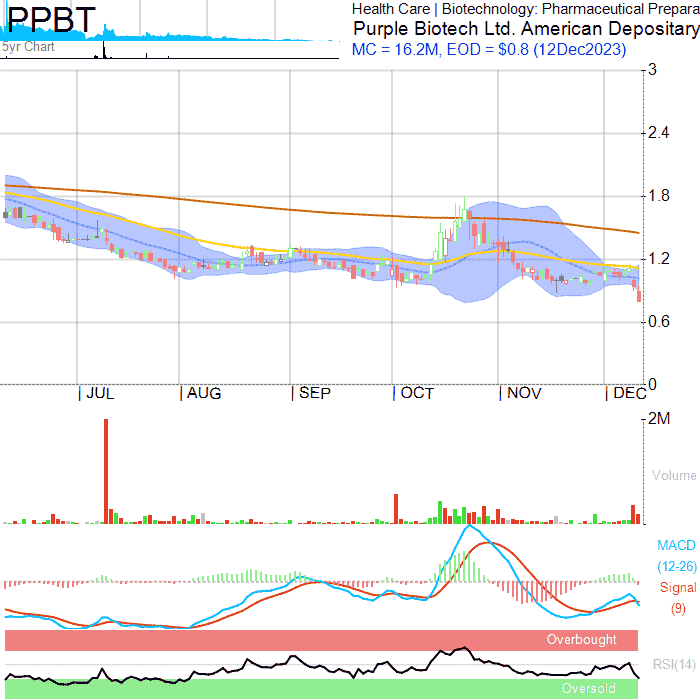 PPBT
5yr Chart
Health Care | Biotechnology: Pharmaceutical Prepara
Purple Biotech Ltd. American Depositary
MC = 16.2M, EOD = $0.8 (12Dec2023)
3
2.4
1.8
1.2
0.6
0
| JUL | AUG | SEP | OCT | NOV | DEC
2M
Volume
MACD
(12-26)
Signal
(9)
Overbought
RSI(14)
Oversold